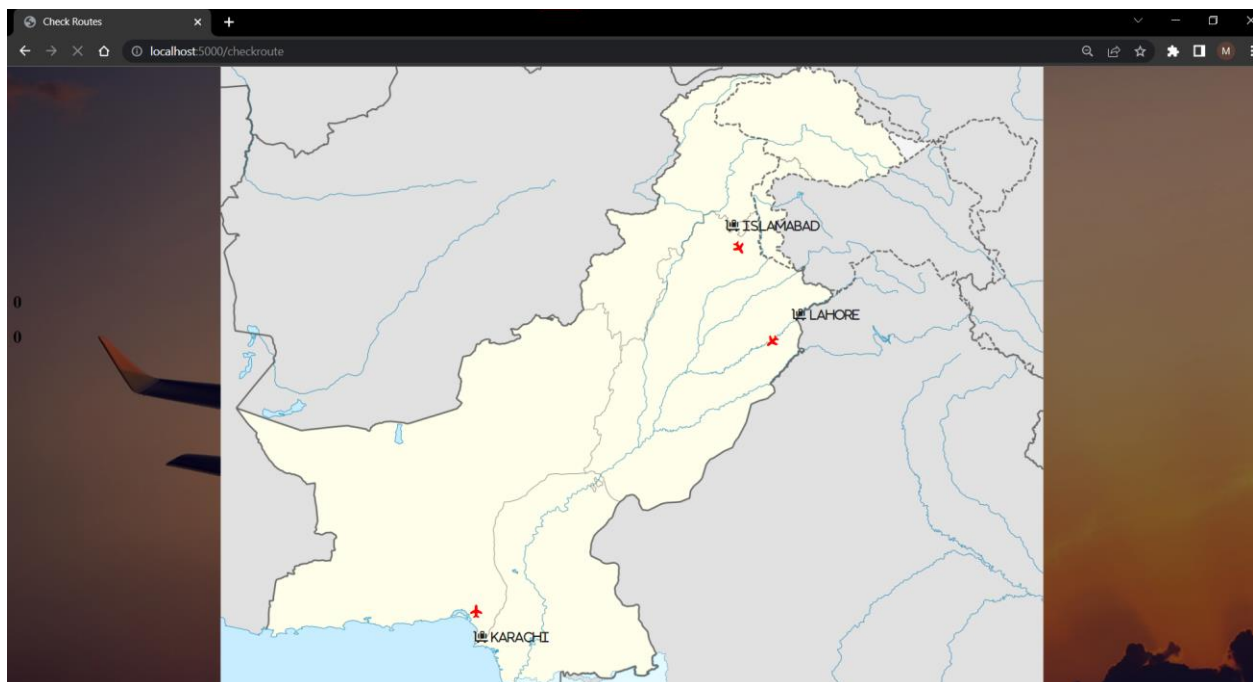 Check Routes
localhost:5000/checkroute
M
ISLAMABAD
LAHORE
0
0
KARACHI